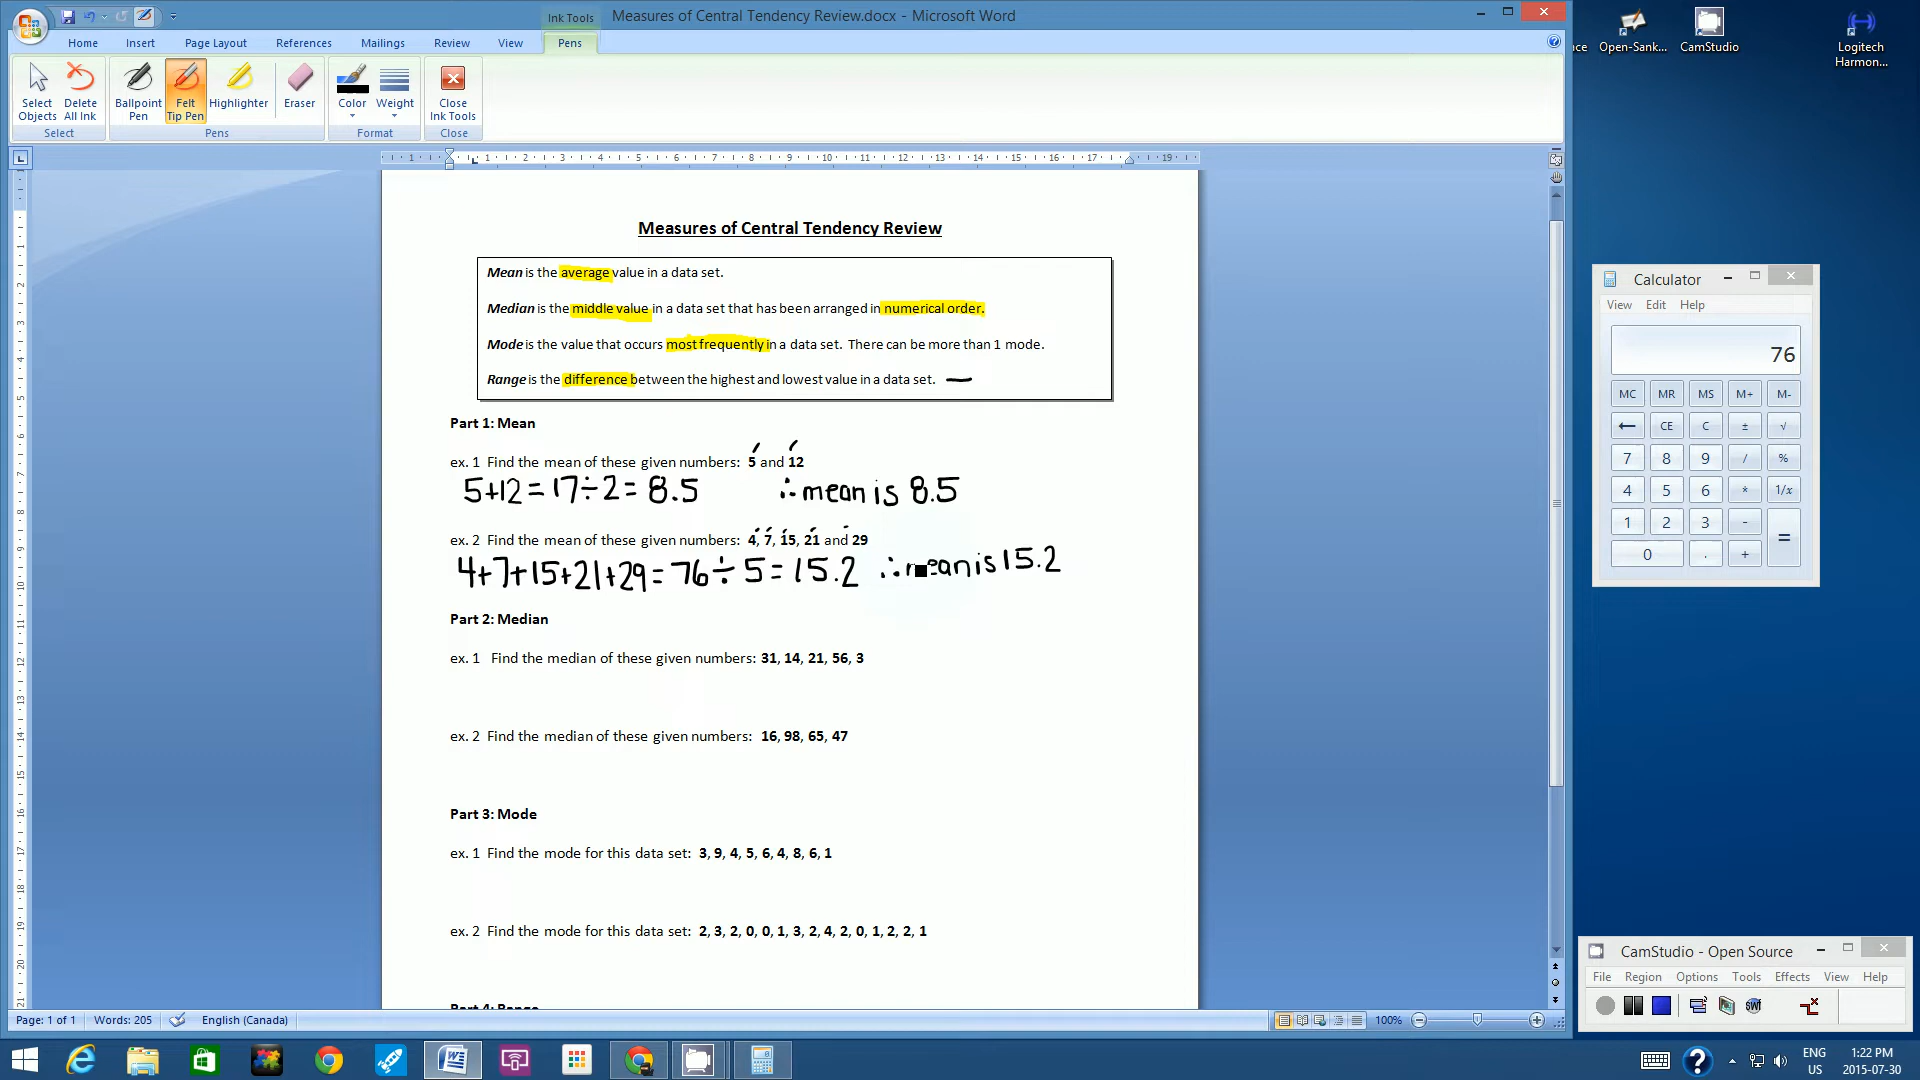 Ink Tools
Measures of Central Tendency Review.docx - Microsoft Word
Home Insert Page Layout References Mailings Review View Pens
Select Objects
Delete All Ink
Ballpoint Pen
Felt Tip Pen
Highlighter
Eraser
Color
Weight
Close Ink Tools
Select Pens Format Close
Open-Sank...
CamStudio
Logitech Harmon...
Measures of Central Tendency Review
Mean is the average value in a data set.
Median is the middle value in a data set that has been arranged in numerical order.
Mode is the value that occurs most frequently in a data set. There can be more than 1 mode.
Range is the difference between the highest and lowest value in a data set. —
Part 1: Mean
ex. 1 Find the mean of these given numbers: 5 and 12
5+12=17÷2=8.5 ∴mean is 8.5
ex. 2 Find the mean of these given numbers: 4, 7, 15, 21 and 29
4+7+15+21+29=76÷5=15.2 ∴mean is 15.2
Part 2: Median
ex. 1 Find the median of these given numbers: 31, 14, 21, 56, 3
ex. 2 Find the median of these given numbers: 16, 98, 65, 47
Part 3: Mode
ex. 1 Find the mode for this data set: 3, 9, 4, 5, 6, 4, 8, 6, 1
ex. 2 Find the mode for this data set: 2, 3, 2, 0, 0, 1, 3, 2, 4, 2, 0, 1, 2, 2, 1
Calculator
View Edit Help
76
MC MR MS M+ M-
← CE C ± √
7 8 9 / %
4 5 6 * 1/x
1 2 3 - =
0 . +
CamStudio - Open Source
File Region Options Tools Effects View Help
Page: 1 of 1 Words: 205 English (Canada)
100%
ENG US
1:22 PM
2015-07-30